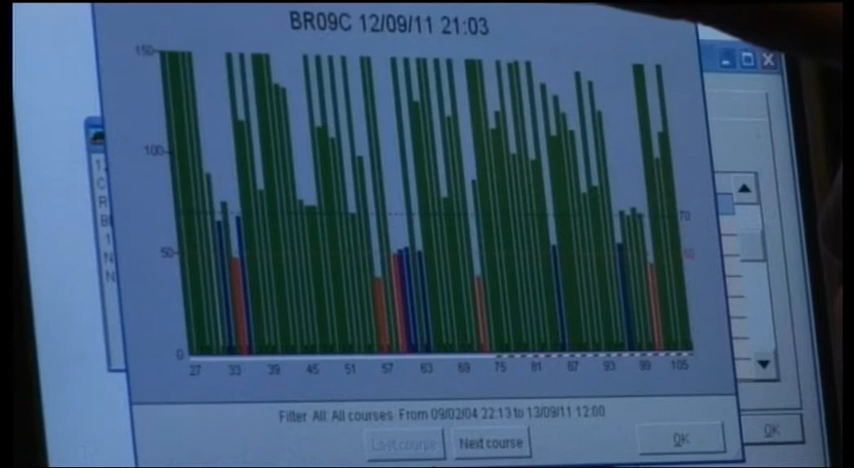 BR09C 12/09/11 21:03
150
100
50
0
70
27 33 39 45 51 57 63 69 75 81 87 93 99 105
Filter All: All courses From 09/02/04 22:13 to 13/09/11 12:00
Last course Next course OK
OK